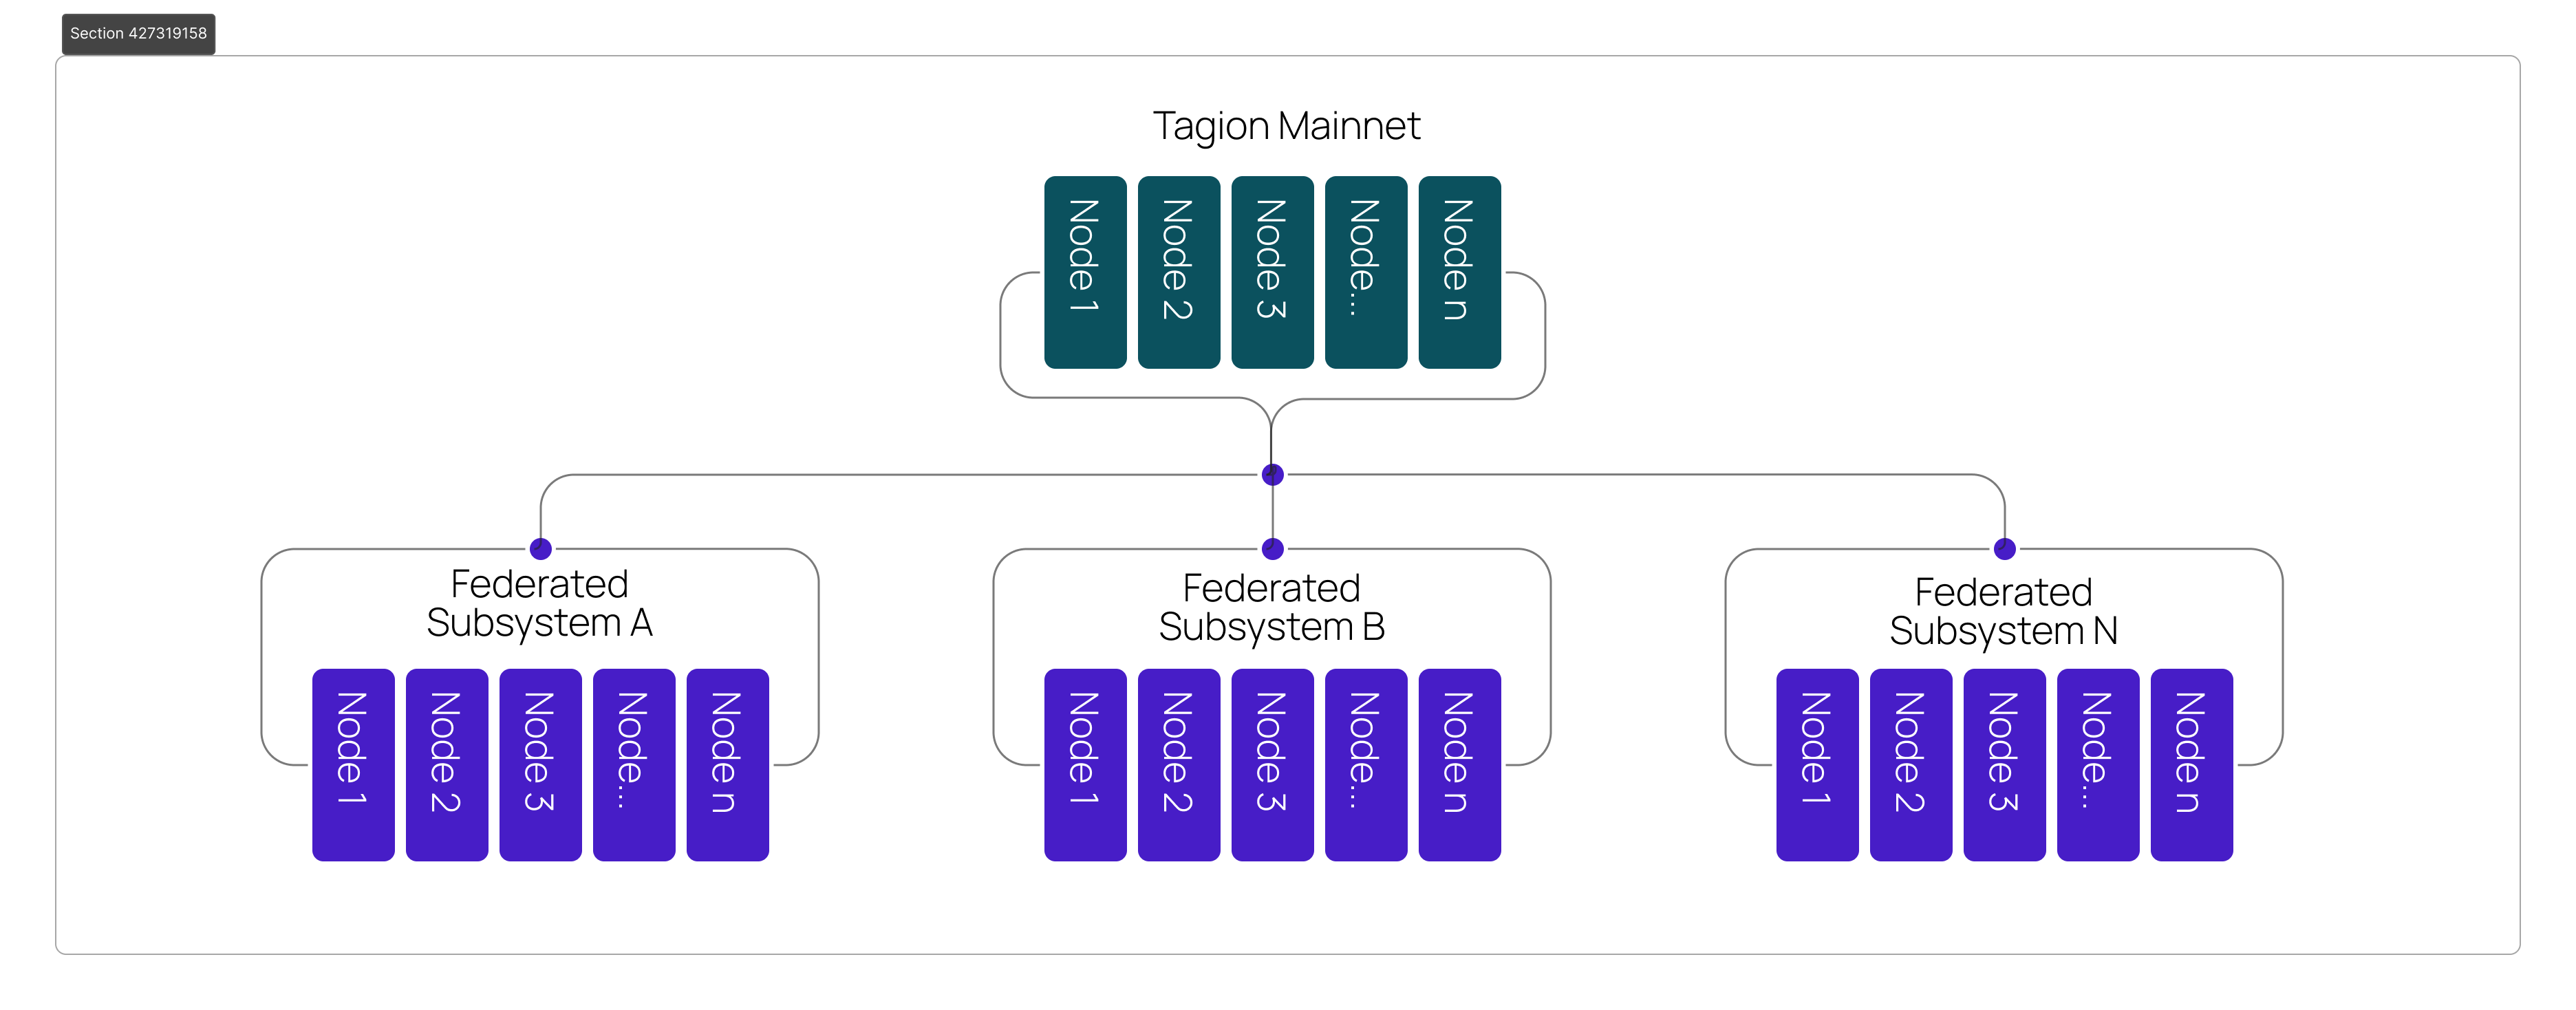 Section 427319158
Tagion Mainnet
Node 1
Node 2
Node 3
Node...
Node n
Federated
Subsystem A
Node 1
Node 2
Node 3
Node...
Node n
Federated
Subsystem B
Node 1
Node 2
Node 3
Node...
Node n
Federated
Subsystem N
Node 1
Node 2
Node 3
Node...
Node n